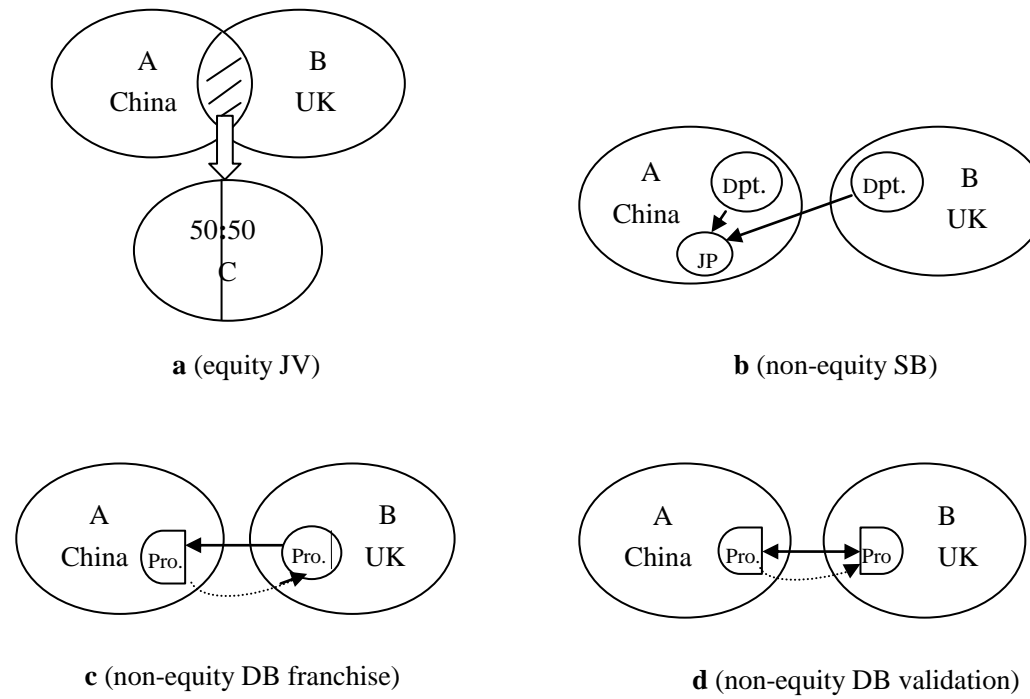 A
China
B
UK
50:50
C
a (equity JV)
A
China
Dpt.
JP
Dpt.
B
UK
b (non-equity SB)
A
China
Pro.
Pro.
B
UK
c (non-equity DB franchise)
A
China
Pro.
Pro
B
UK
d (non-equity DB validation)